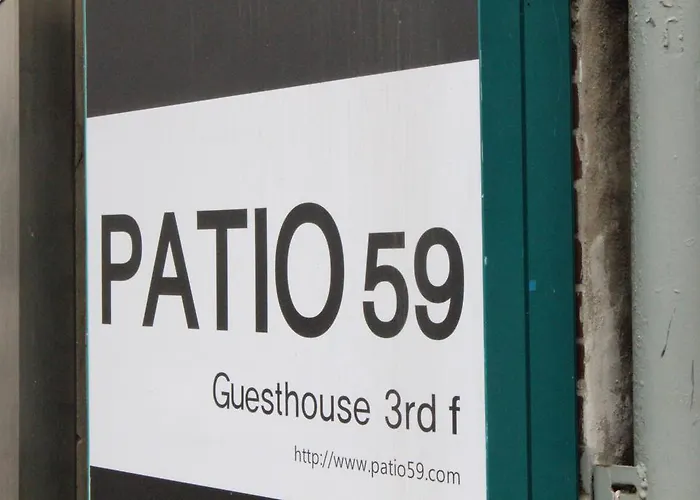 PATIO 59
Guesthouse 3rd f
http://www.patio59.com